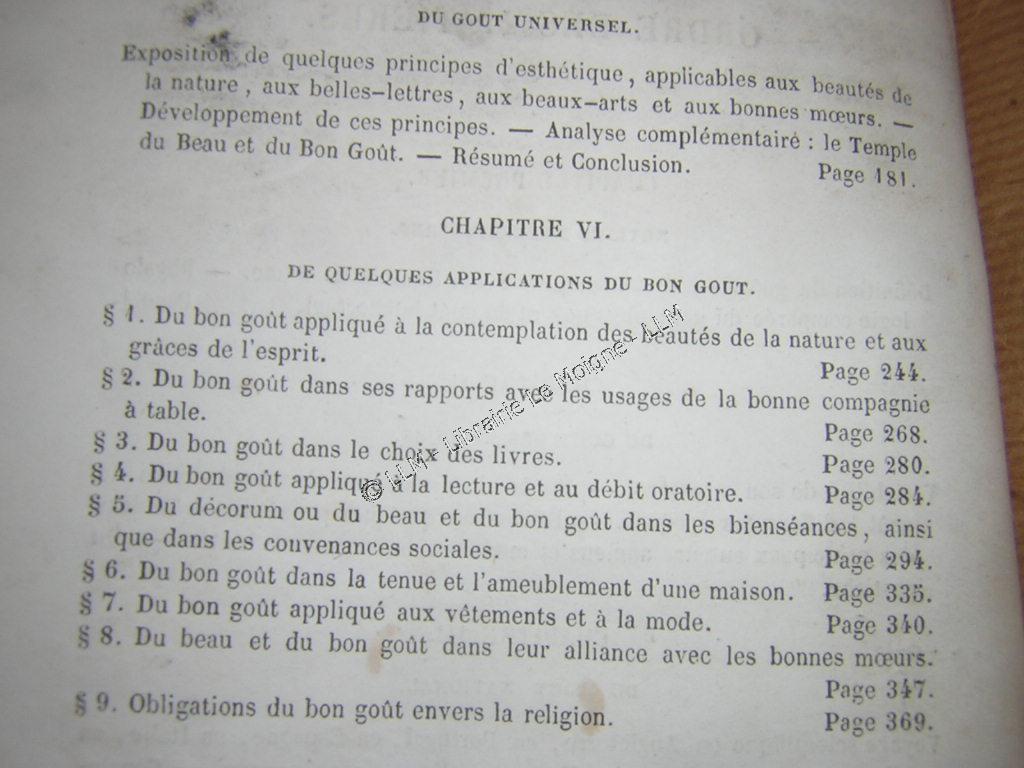 DU GOUT UNIVERSEL.
Exposition de quelques principes d'esthétique, applicables aux beautés de
la nature, aux belles-lettres, aux beaux-arts et aux bonnes mœurs. —
Développement de ces principes. — Analyse complémentaire : le Temple
du Beau et du Bon Goût. — Résumé et Conclusion. Page 181.
CHAPITRE VI.
DE QUELQUES APPLICATIONS DU BON GOUT.
§ 1. Du bon goût appliqué à la contemplation des beautés de la nature et aux
grâces de l'esprit. Page 244.
§ 2. Du bon goût dans ses rapports avec les usages de la bonne compagnie
à table. Page 268.
§ 3. Du bon goût dans le choix des livres. Page 280.
§ 4. Du bon goût appliqué à la lecture et au débit oratoire. Page 284.
§ 5. Du décorum ou du beau et du bon goût dans les bienséances, ainsi
que dans les convenances sociales. Page 294.
§ 6. Du bon goût dans la tenue et l'ameublement d'une maison. Page 335.
§ 7. Du bon goût appliqué aux vêtements et à la mode. Page 340.
§ 8. Du beau et du bon goût dans leur alliance avec les bonnes mœurs.
Page 347.
§ 9. Obligations du bon goût envers la religion. Page 369.
© LLM - Librairie Le Moigne - LLM